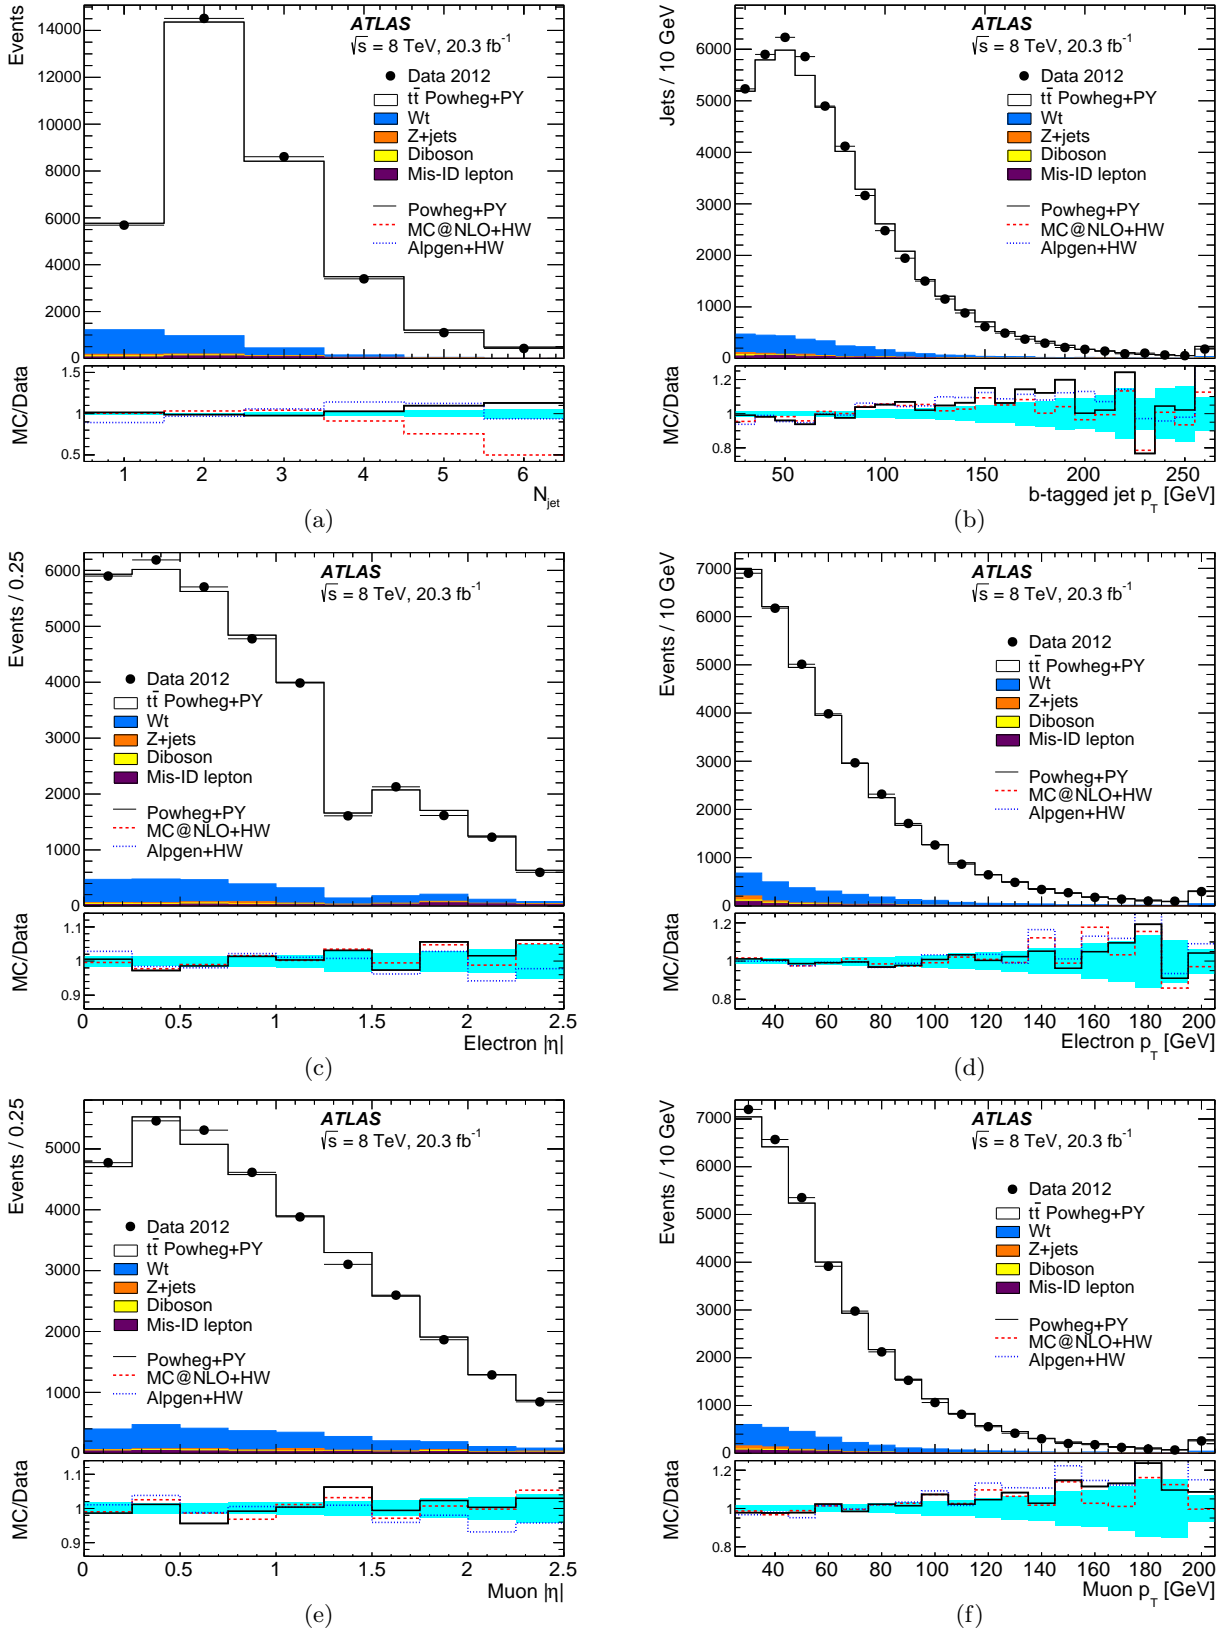 Events
14000
12000
10000
8000
6000
4000
2000
0
ATLAS
√s = 8 TeV, 20.3 fb⁻¹
Data 2012
tt̄ Powheg+PY
Wt
Z+jets
Diboson
Mis-ID lepton
Powheg+PY
MC@NLO+HW
Alpgen+HW
MC/Data
1.5
1
0.5
1 2 3 4 5 6
N_jet
(a)
Jets / 10 GeV
6000
5000
4000
3000
2000
1000
0
ATLAS
√s = 8 TeV, 20.3 fb⁻¹
Data 2012
tt̄ Powheg+PY
Wt
Z+jets
Diboson
Mis-ID lepton
Powheg+PY
MC@NLO+HW
Alpgen+HW
MC/Data
1.2
1
0.8
50 100 150 200 250
b-tagged jet p_T [GeV]
(b)
Events / 0.25
6000
4000
2000
0
ATLAS
√s = 8 TeV, 20.3 fb⁻¹
Data 2012
tt̄ Powheg+PY
Wt
Z+jets
Diboson
Mis-ID lepton
Powheg+PY
MC@NLO+HW
Alpgen+HW
MC/Data
1.1
1
0.9
0 0.5 1 1.5 2 2.5
Electron |η|
(c)
Events / 10 GeV
7000
6000
5000
4000
3000
2000
1000
0
ATLAS
√s = 8 TeV, 20.3 fb⁻¹
Data 2012
tt̄ Powheg+PY
Wt
Z+jets
Diboson
Mis-ID lepton
Powheg+PY
MC@NLO+HW
Alpgen+HW
MC/Data
1.2
1
0.8
40 60 80 100 120 140 160 180 200
Electron p_T [GeV]
(d)
Events / 0.25
5000
4000
3000
2000
1000
0
ATLAS
√s = 8 TeV, 20.3 fb⁻¹
Data 2012
tt̄ Powheg+PY
Wt
Z+jets
Diboson
Mis-ID lepton
Powheg+PY
MC@NLO+HW
Alpgen+HW
MC/Data
1.1
1
0.9
0 0.5 1 1.5 2 2.5
Muon |η|
(e)
Events / 10 GeV
7000
6000
5000
4000
3000
2000
1000
0
ATLAS
√s = 8 TeV, 20.3 fb⁻¹
Data 2012
tt̄ Powheg+PY
Wt
Z+jets
Diboson
Mis-ID lepton
Powheg+PY
MC@NLO+HW
Alpgen+HW
MC/Data
1.2
1
0.8
40 60 80 100 120 140 160 180 200
Muon p_T [GeV]
(f)